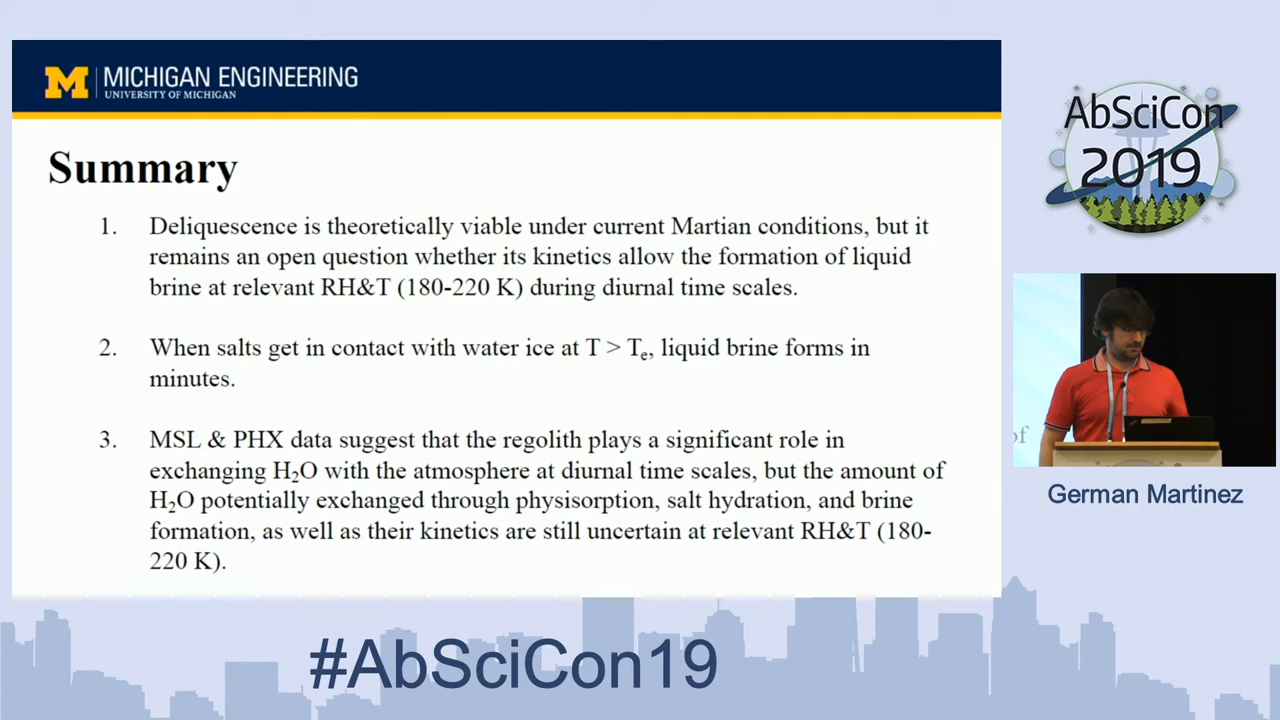 MICHIGAN ENGINEERING
UNIVERSITY OF MICHIGAN
Summary
1. Deliquescence is theoretically viable under current Martian conditions, but it
remains an open question whether its kinetics allow the formation of liquid
brine at relevant RH&T (180-220 K) during diurnal time scales.
2. When salts get in contact with water ice at T > Te, liquid brine forms in
minutes.
3. MSL & PHX data suggest that the regolith plays a significant role in
exchanging H2O with the atmosphere at diurnal time scales, but the amount of
H2O potentially exchanged through physisorption, salt hydration, and brine
formation, as well as their kinetics are still uncertain at relevant RH&T (180-
220 K).
AbSciCon
2019
of
German Martinez
#AbSciCon19